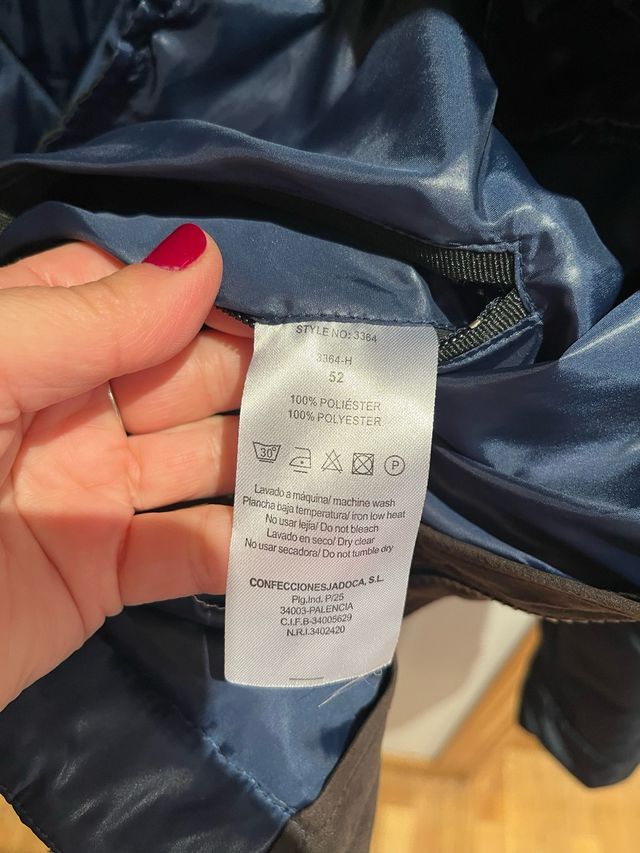 STYLE NO: 3364
3364-H
52
100% POLIÉSTER
100% POLYESTER
30°
P
Lavado a máquina/ machine wash
Plancha baja temperatura/ iron low heat
No usar lejía/ Do not bleach
Lavado en seco/ Dry clear
No usar secadora/ Do not tumble dry
CONFECCIONESJADOCA, S.L.
Plg.Ind. P/25
34003-PALENCIA
C.I.F.B-34005629
N.R.I.3402420